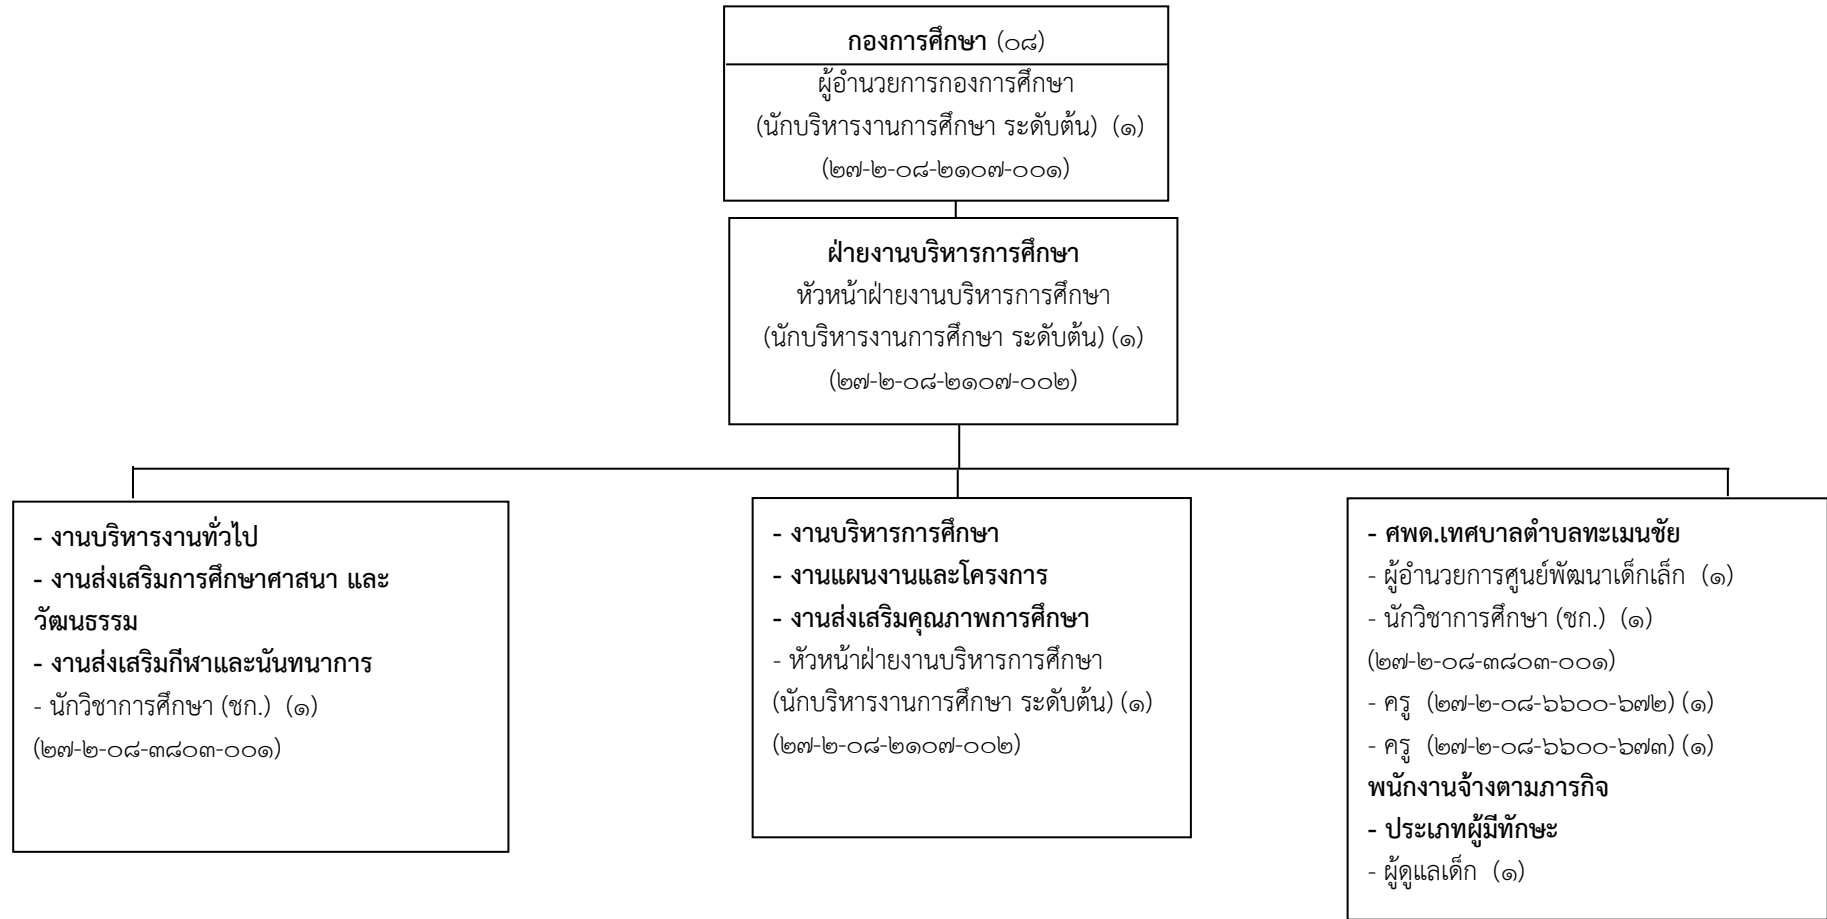 กองการศึกษา (๐๘)
ผู้อำนวยการกองการศึกษา
(นักบริหารงานการศึกษา ระดับต้น) (๑)
(๒๗-๒-๐๘-๒๑๐๗-๐๐๑)
ฝ่ายงานบริหารการศึกษา
หัวหน้าฝ่ายงานบริหารการศึกษา
(นักบริหารงานการศึกษา ระดับต้น) (๑)
(๒๗-๒-๐๘-๒๑๐๗-๐๐๒)
- งานบริหารงานทั่วไป
- งานส่งเสริมการศึกษาศาสนา และ
วัฒนธรรม
- งานส่งเสริมกีฬาและนันทนาการ
- นักวิชาการศึกษา (ชก.) (๑)
(๒๗-๒-๐๘-๓๘๐๓-๐๐๑)
- งานบริหารการศึกษา
- งานแผนงานและโครงการ
- งานส่งเสริมคุณภาพการศึกษา
- หัวหน้าฝ่ายงานบริหารการศึกษา
(นักบริหารงานการศึกษา ระดับต้น) (๑)
(๒๗-๒-๐๘-๒๑๐๗-๐๐๒)
- ศพด.เทศบาลตำบลทะเมนชัย
- ผู้อำนวยการศูนย์พัฒนาเด็กเล็ก (๑)
- นักวิชาการศึกษา (ชก.) (๑)
(๒๗-๒-๐๘-๓๘๐๓-๐๐๑)
- ครู (๒๗-๒-๐๘-๖๖๐๐-๖๗๒) (๑)
- ครู (๒๗-๒-๐๘-๖๖๐๐-๖๗๓) (๑)
พนักงานจ้างตามภารกิจ
- ประเภทผู้มีทักษะ
- ผู้ดูแลเด็ก (๑)